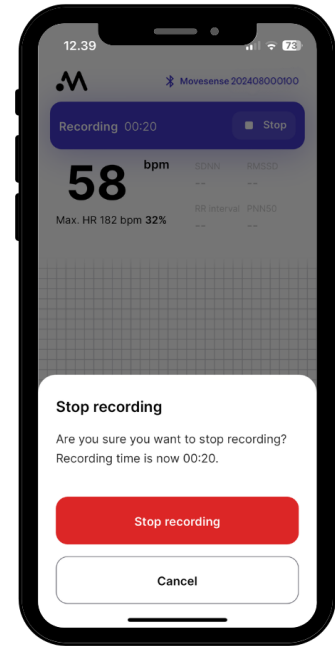 12.39
73
Movesense 202408000100
Recording 00:20
Stop
58 bpm
SDNN RMSSD
-- --
RR interval PNN50
-- --
Max. HR 182 bpm 32%
Stop recording
Are you sure you want to stop recording?
Recording time is now 00:20.
Stop recording
Cancel